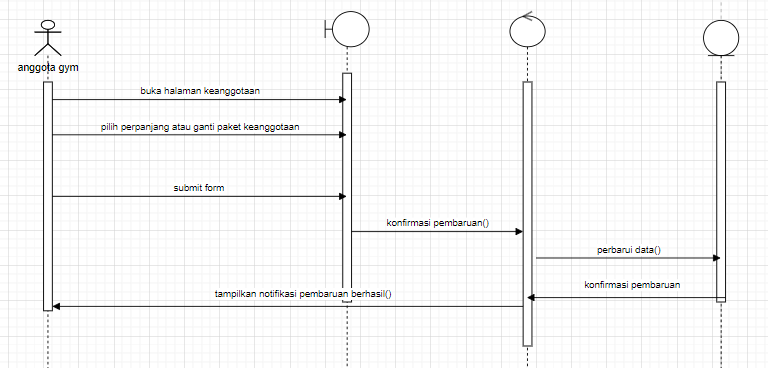 anggota gym
buka halaman keanggotaan
pilih perpanjang atau ganti paket keanggotaan
submit form
konfirmasi pembaruan()
perbarui data()
konfirmasi pembaruan
tampilkan notifikasi pembaruan berhasil()